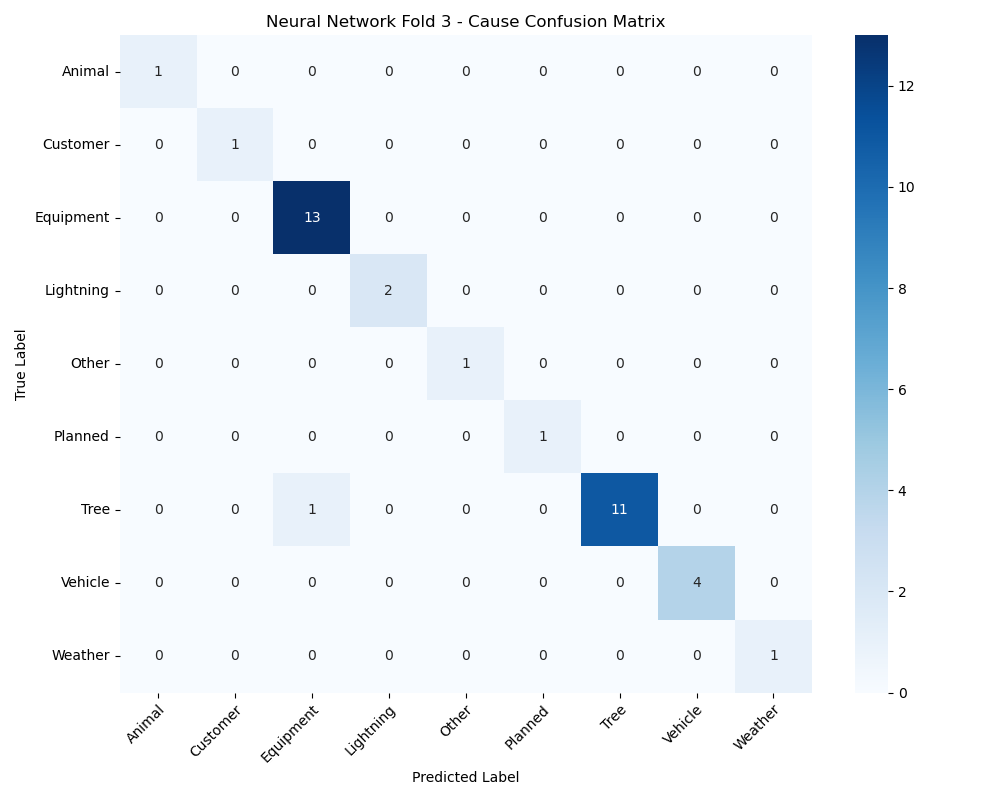 Neural Network Fold 3 - Cause Confusion Matrix
True Label
Animal 1 0 0 0 0 0 0 0 0
Customer 0 1 0 0 0 0 0 0 0
Equipment 0 0 13 0 0 0 0 0 0
Lightning 0 0 0 2 0 0 0 0 0
Other 0 0 0 0 1 0 0 0 0
Planned 0 0 0 0 0 1 0 0 0
Tree 0 0 1 0 0 0 11 0 0
Vehicle 0 0 0 0 0 0 0 4 0
Weather 0 0 0 0 0 0 0 0 1
Animal Customer Equipment Lightning Other Planned Tree Vehicle Weather
Predicted Label
12
10
8
6
4
2
0